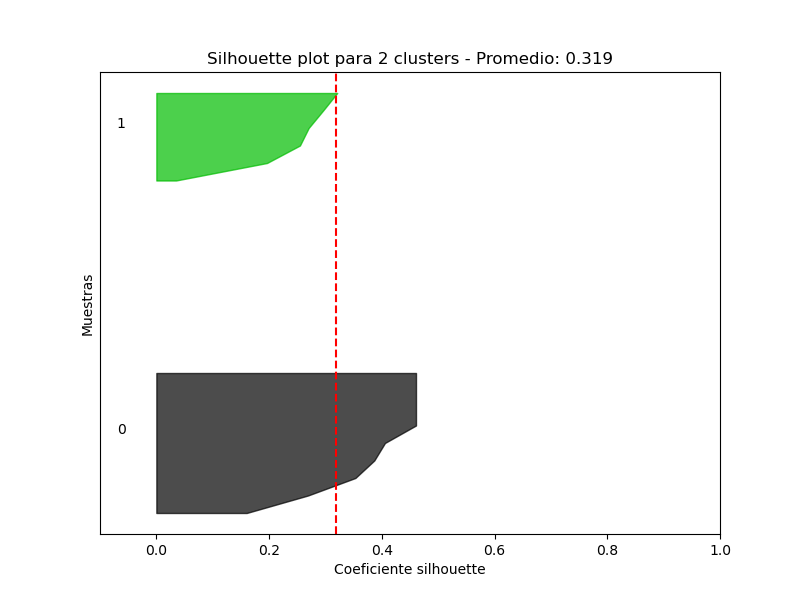 Silhouette plot para 2 clusters - Promedio: 0.319
1
Muestras
0
0.0 0.2 0.4 0.6 0.8 1.0
Coeficiente silhouette